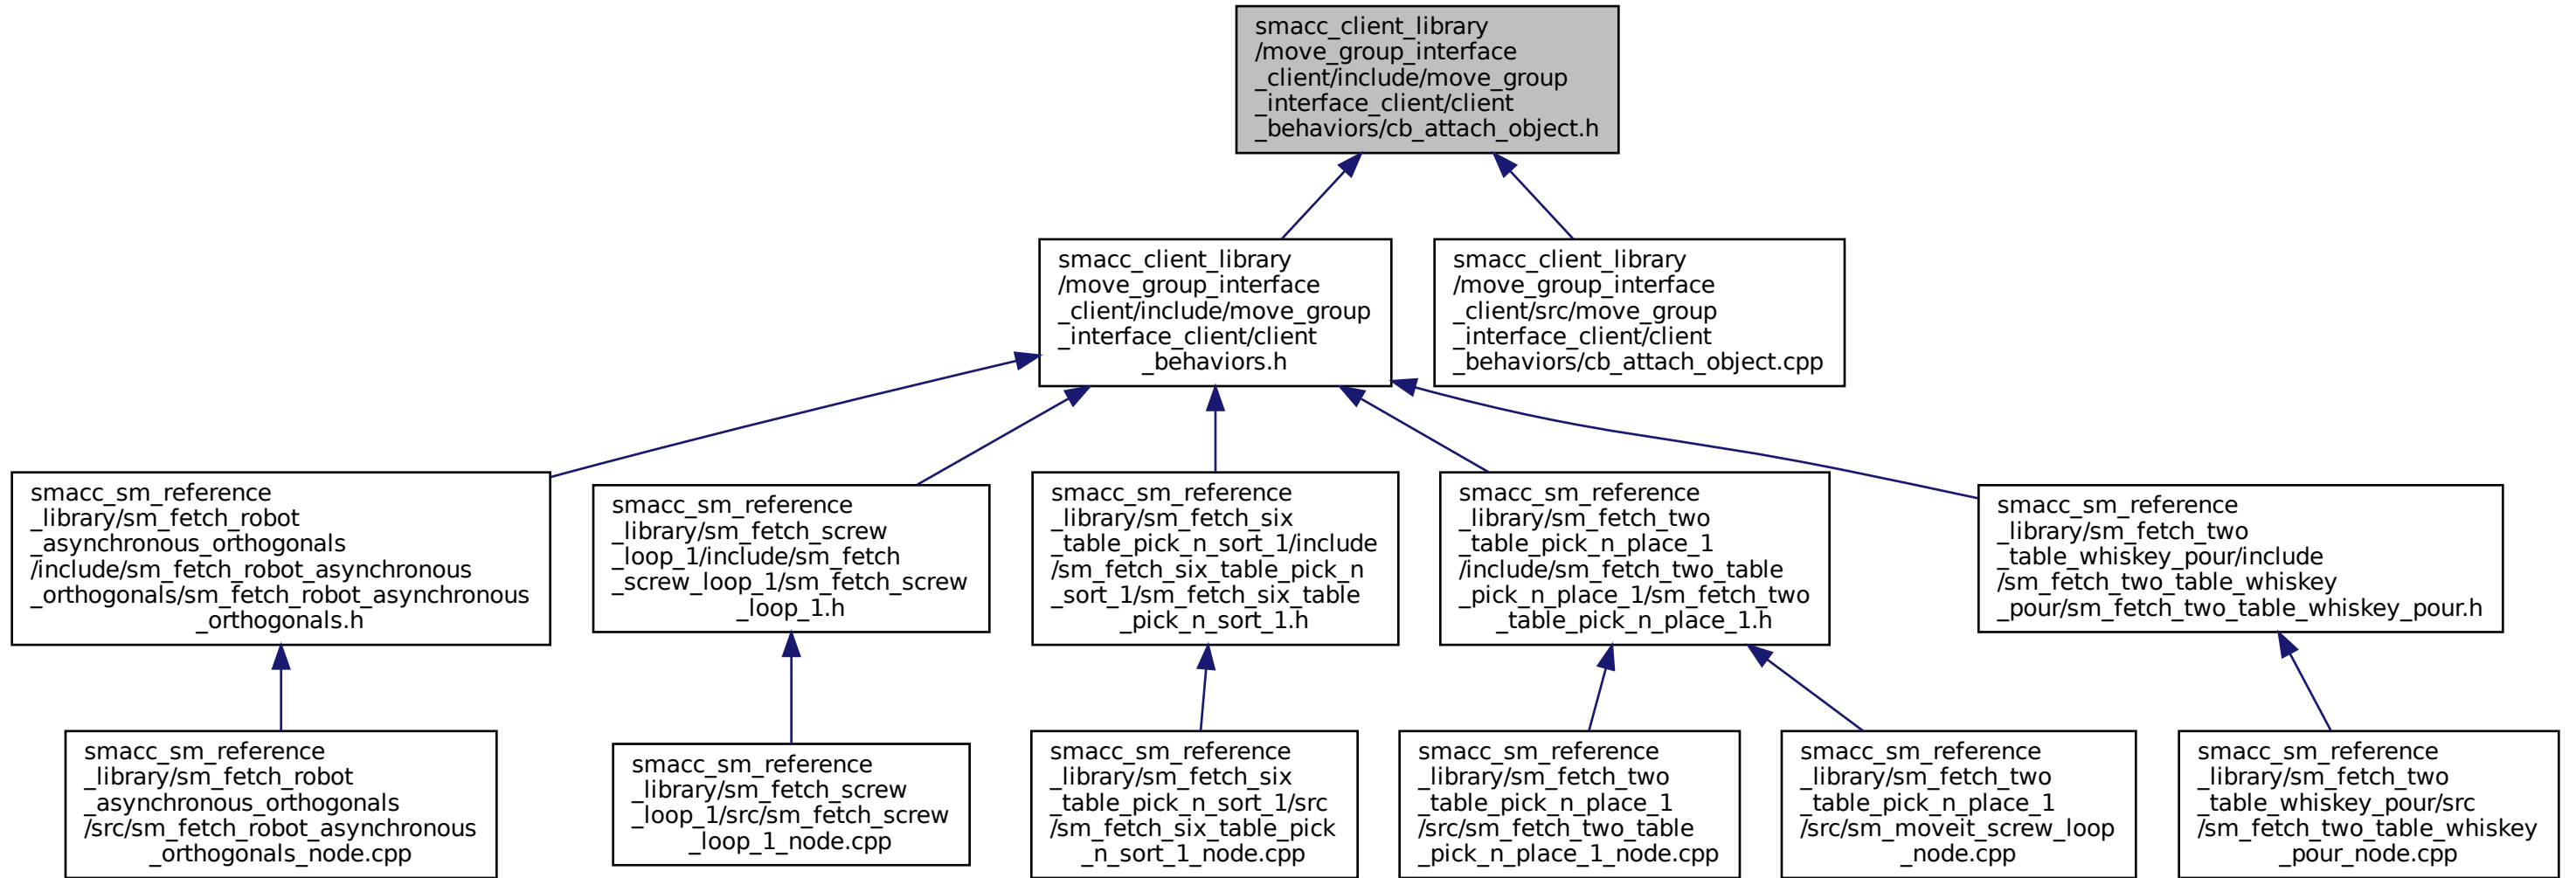 smacc_client_library
/move_group_interface
_client/include/move_group
_interface_client/client
_behaviors/cb_attach_object.h
smacc_client_library
/move_group_interface
_client/include/move_group
_interface_client/client
_behaviors.h
smacc_client_library
/move_group_interface
_client/src/move_group
_interface_client/client
_behaviors/cb_attach_object.cpp
smacc_sm_reference
_library/sm_fetch_robot
_asynchronous_orthogonals
/include/sm_fetch_robot_asynchronous
_orthogonals/sm_fetch_robot_asynchronous
_orthogonals.h
smacc_sm_reference
_library/sm_fetch_screw
_loop_1/include/sm_fetch
_screw_loop_1/sm_fetch_screw
_loop_1.h
smacc_sm_reference
_library/sm_fetch_six
_table_pick_n_sort_1/include
/sm_fetch_six_table_pick_n
_sort_1/sm_fetch_six_table
_pick_n_sort_1.h
smacc_sm_reference
_library/sm_fetch_two
_table_pick_n_place_1
/include/sm_fetch_two_table
_pick_n_place_1/sm_fetch_two
_table_pick_n_place_1.h
smacc_sm_reference
_library/sm_fetch_two
_table_whiskey_pour/include
/sm_fetch_two_table_whiskey
_pour/sm_fetch_two_table_whiskey_pour.h
smacc_sm_reference
_library/sm_fetch_robot
_asynchronous_orthogonals
/src/sm_fetch_robot_asynchronous
_orthogonals_node.cpp
smacc_sm_reference
_library/sm_fetch_screw
_loop_1/src/sm_fetch_screw
_loop_1_node.cpp
smacc_sm_reference
_library/sm_fetch_six
_table_pick_n_sort_1/src
/sm_fetch_six_table_pick
_n_sort_1_node.cpp
smacc_sm_reference
_library/sm_fetch_two
_table_pick_n_place_1
/src/sm_fetch_two_table
_pick_n_place_1_node.cpp
smacc_sm_reference
_library/sm_fetch_two
_table_pick_n_place_1
/src/sm_moveit_screw_loop
_node.cpp
smacc_sm_reference
_library/sm_fetch_two
_table_whiskey_pour/src
/sm_fetch_two_table_whiskey
_pour_node.cpp